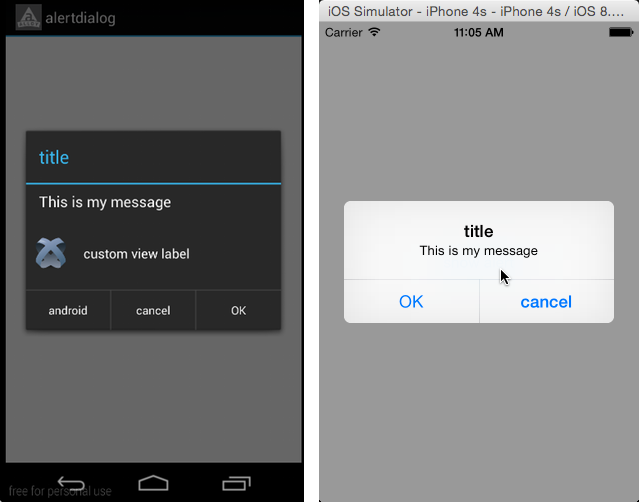 alertdialog
title
This is my message
custom view label
android cancel OK
free for personal use
iOS Simulator - iPhone 4s - iPhone 4s / iOS 8....
Carrier 11:05 AM
title
This is my message
OK cancel